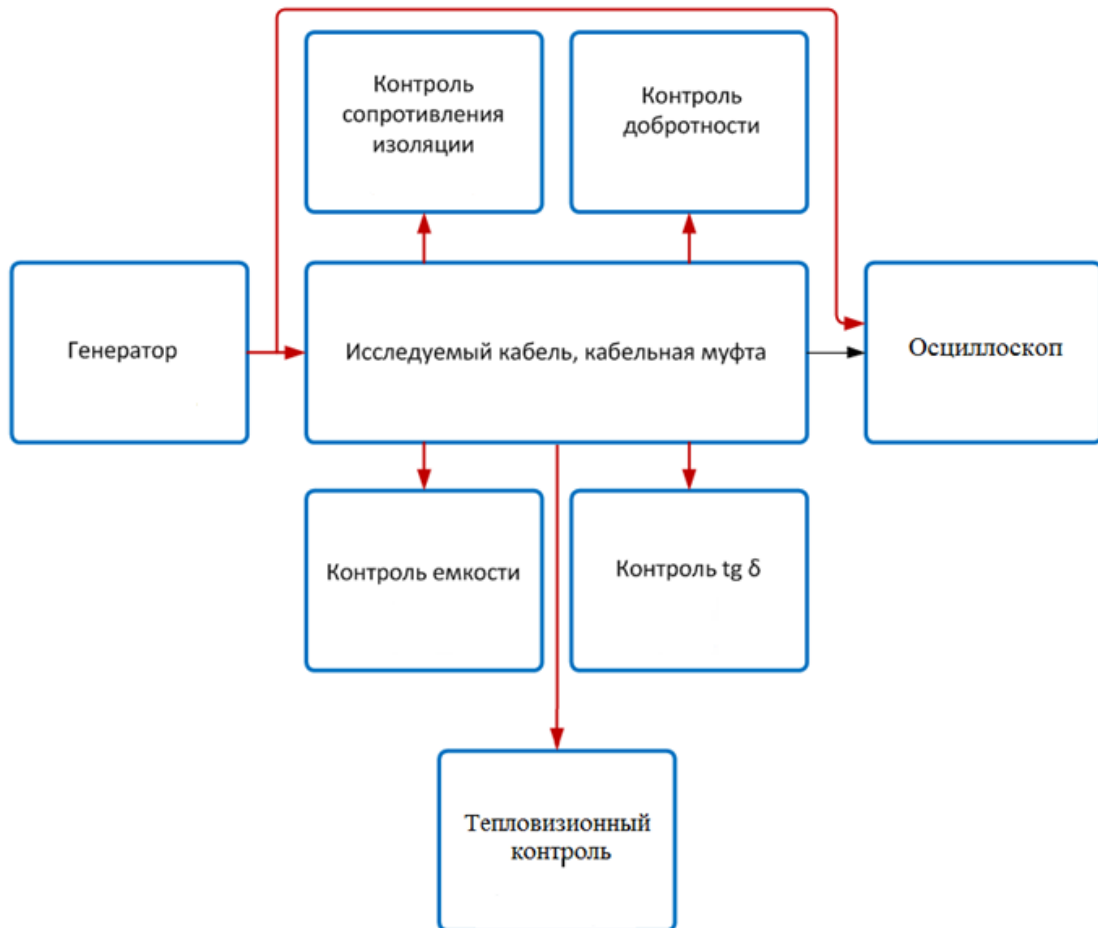 Контроль
сопротивления
изоляции
Контроль
добротности
Генератор
Исследуемый кабель, кабельная муфта
Осциллоскоп
Контроль емкости
Контроль tg δ
Тепловизионный
контроль